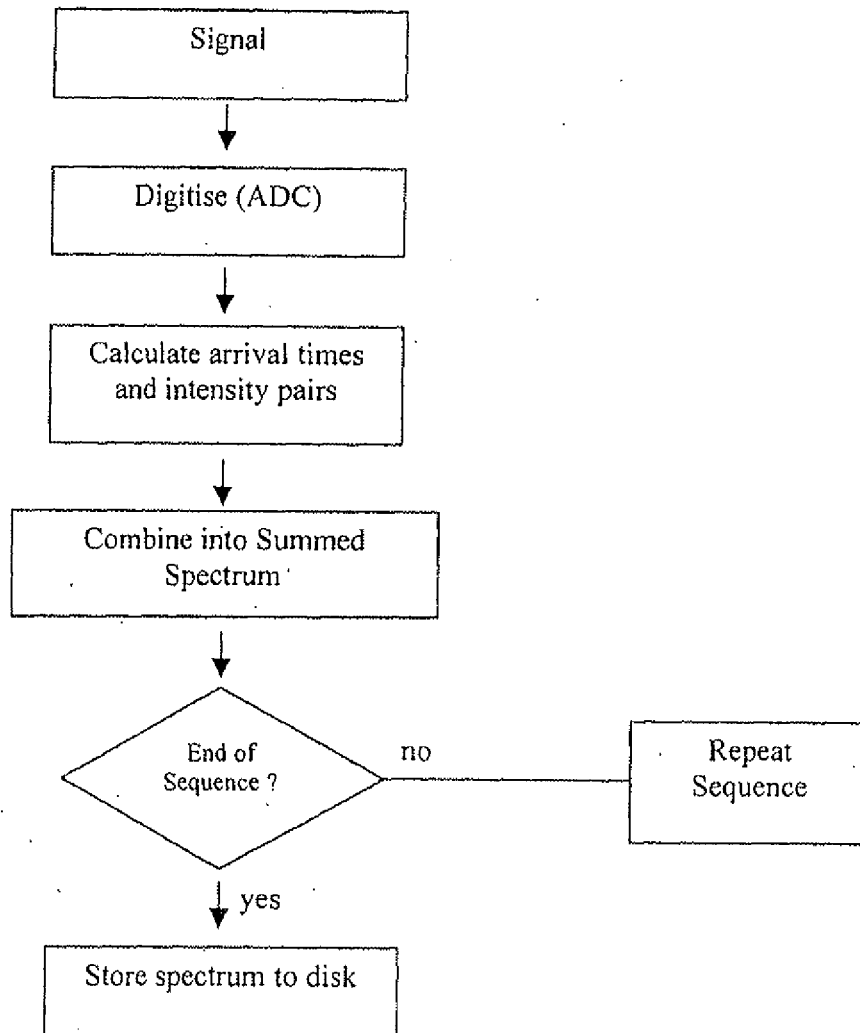 Signal
Digitise (ADC)
Calculate arrival times
and intensity pairs
Combine into Summed
Spectrum
End of
Sequence ?
no
Repeat
Sequence
yes
Store spectrum to disk